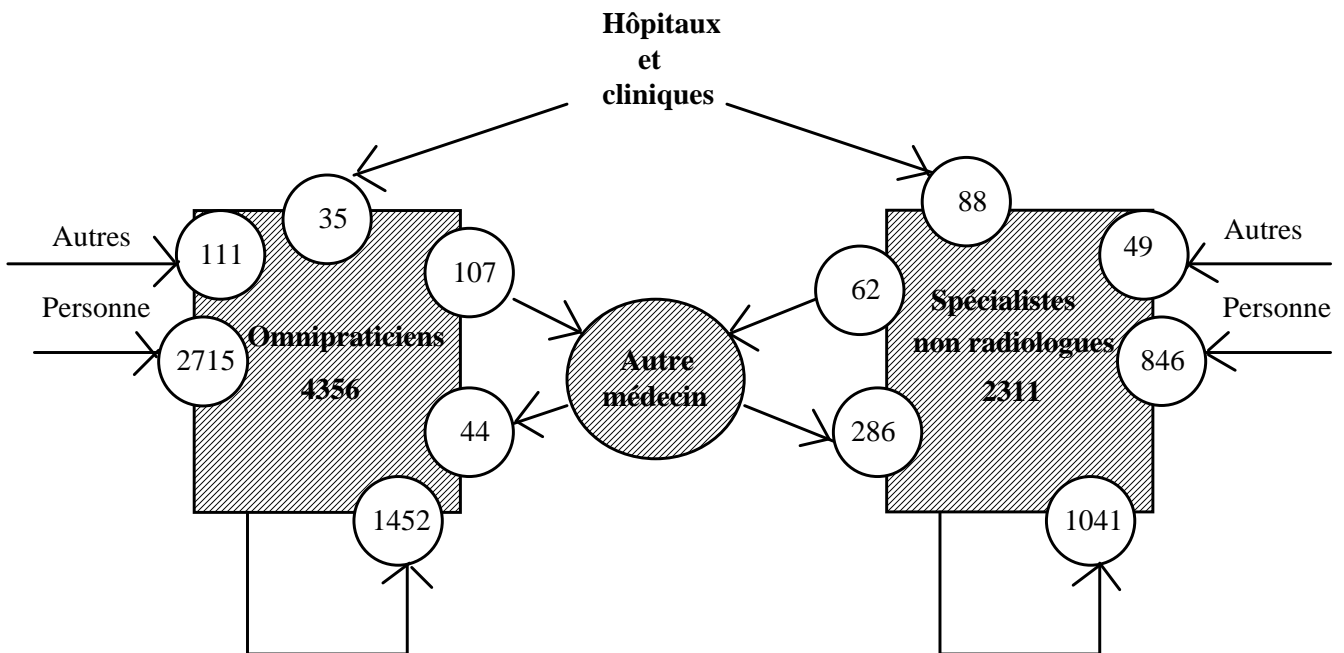 Hôpitaux
et
cliniques
35
88
Autres
111
107
62
49
Autres
Personne
2715
Omnipraticiens
4356
Autre
médecin
Spécialistes
non radiologues
2311
846
Personne
44
286
1452
1041